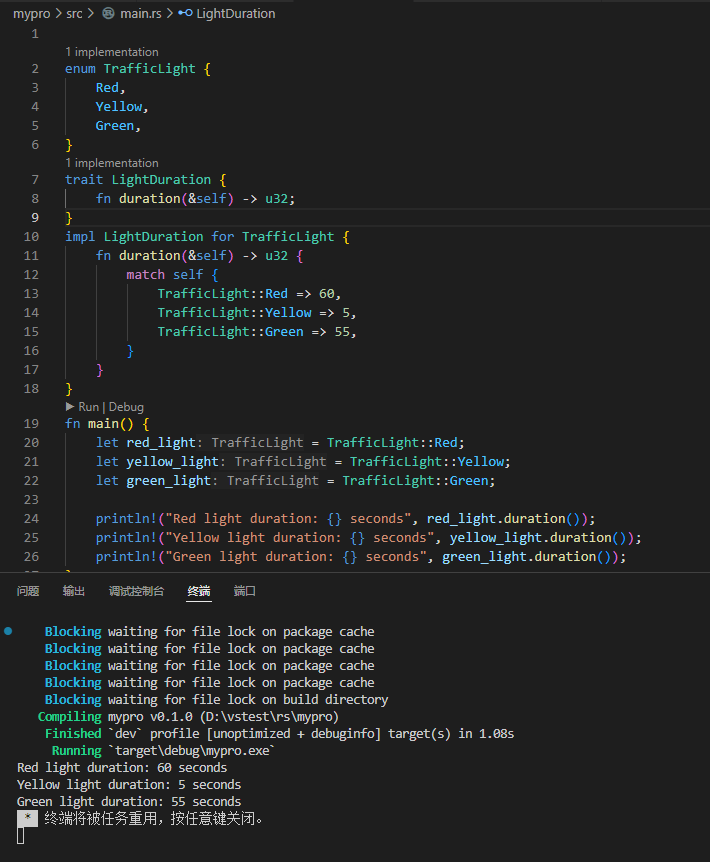 mypro > src > main.rs > LightDuration
1
1 implementation
2 enum TrafficLight {
3     Red,
4     Yellow,
5     Green,
6 }
1 implementation
7 trait LightDuration {
8     fn duration(&self) -> u32;
9 }
10 impl LightDuration for TrafficLight {
11     fn duration(&self) -> u32 {
12         match self {
13             TrafficLight::Red => 60,
14             TrafficLight::Yellow => 5,
15             TrafficLight::Green => 55,
16         }
17     }
18 }
▶ Run | Debug
19 fn main() {
20     let red_light: TrafficLight = TrafficLight::Red;
21     let yellow_light: TrafficLight = TrafficLight::Yellow;
22     let green_light: TrafficLight = TrafficLight::Green;
23
24     println!("Red light duration: {} seconds", red_light.duration());
25     println!("Yellow light duration: {} seconds", yellow_light.duration());
26     println!("Green light duration: {} seconds", green_light.duration());
问题 输出 调试控制台 终端 端口
Blocking waiting for file lock on package cache
Blocking waiting for file lock on package cache
Blocking waiting for file lock on package cache
Blocking waiting for file lock on package cache
Blocking waiting for file lock on build directory
Compiling mypro v0.1.0 (D:\vstest\rs\mypro)
Finished `dev` profile [unoptimized + debuginfo] target(s) in 1.08s
Running `target\debug\mypro.exe`
Red light duration: 60 seconds
Yellow light duration: 5 seconds
Green light duration: 55 seconds
* 终端将被任务重用，按任意键关闭。